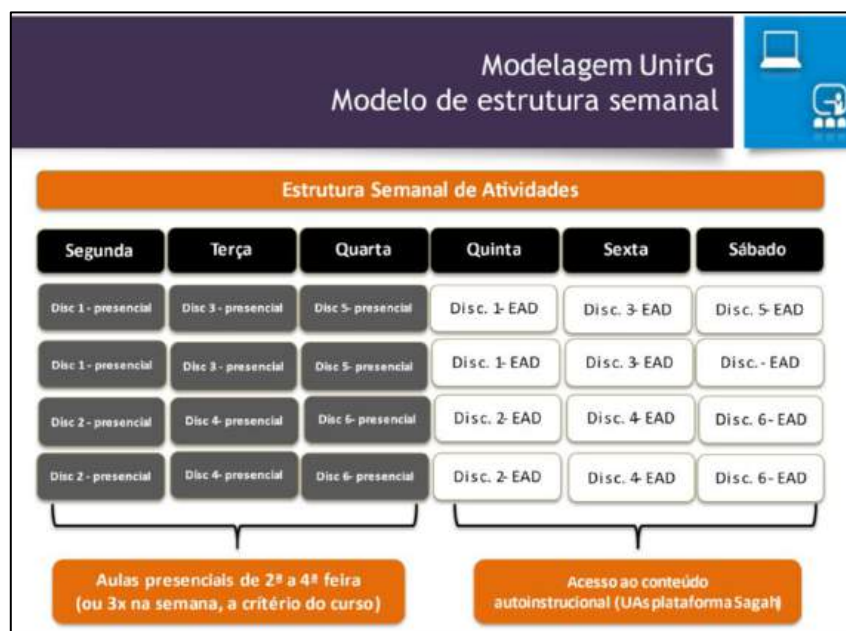 Modelagem UnirG
Modelo de estrutura semanal
Estrutura Semanal de Atividades
Segunda Terça Quarta Quinta Sexta Sábado
Disc 1 - presencial Disc 3 - presencial Disc 5- presencial Disc. 1- EAD Disc. 3- EAD Disc. 5- EAD
Disc 1 - presencial Disc 3 - presencial Disc 5- presencial Disc. 1- EAD Disc. 3- EAD Disc. - EAD
Disc 2 - presencial Disc 4- presencial Disc 6- presencial Disc. 2- EAD Disc. 4- EAD Disc. 6 - EAD
Disc 2 - presencial Disc 4- presencial Disc 6- presencial Disc. 2- EAD Disc. 4- EAD Disc. 6 - EAD
Aulas presenciais de 2ª a 4ª feira
(ou 3x na semana, a critério do curso)
Acesso ao conteúdo
autoinstrucional (UAs plataforma Sagah)